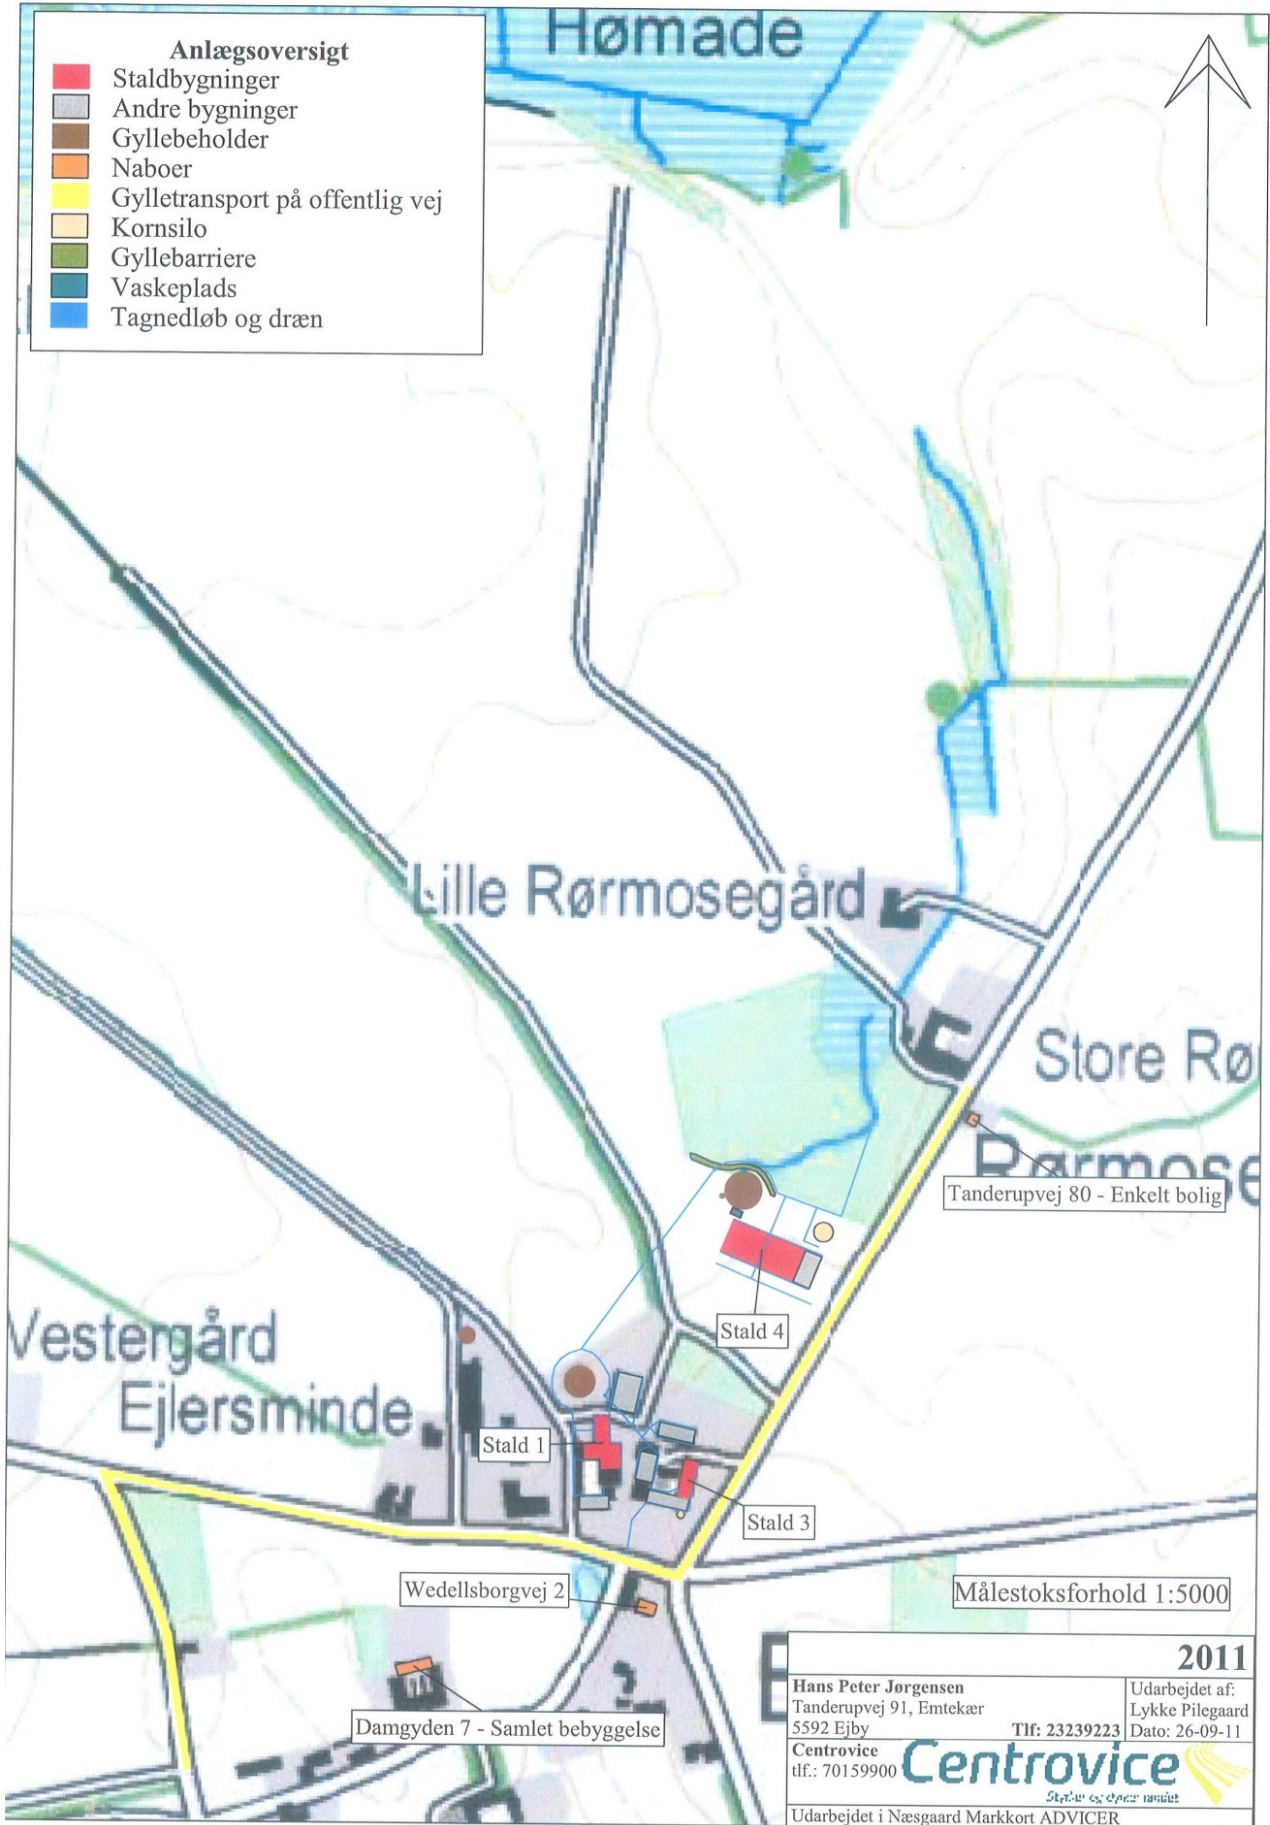 Hømade
Anlægsoversigt
Staldbygninger
Andre bygninger
Gyllebeholder
Naboer
Gylletransport på offentlig vej
Kornsilo
Gyllebarriere
Vaskeplads
Tagnedløb og dræn
Lille Rørmosegård
Store Rø
Rørmose
Tanderupvej 80 - Enkelt bolig
Stald 4
Vestergård
Ejlersminde
Stald 1
Stald 3
Wedellsborgvej 2
Målestoksforhold 1:5000
Damgyden 7 - Samlet bebyggelse
E
2011
Hans Peter Jørgensen
Tanderupvej 91, Emtekær
5592 Ejby Tlf: 23239223
Udarbejdet af:
Lykke Pilegaard
Dato: 26-09-11
Centrovice
tlf.: 70159900
Centrovice
Udarbejdet i Næsgaard Markkort ADVICER